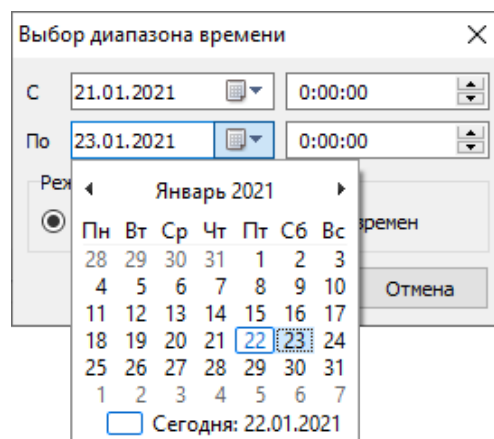 Выбор диапазона времени
С 21.01.2021 0:00:00
По 23.01.2021 0:00:00
Январь 2021
Пн Вт Ср Чт Пт Сб Вс
28 29 30 31 1 2 3
4 5 6 7 8 9 10
11 12 13 14 15 16 17
18 19 20 21 22 23 24
25 26 27 28 29 30 31
1 2 3 4 5 6 7
Сегодня: 22.01.2021
Отмена